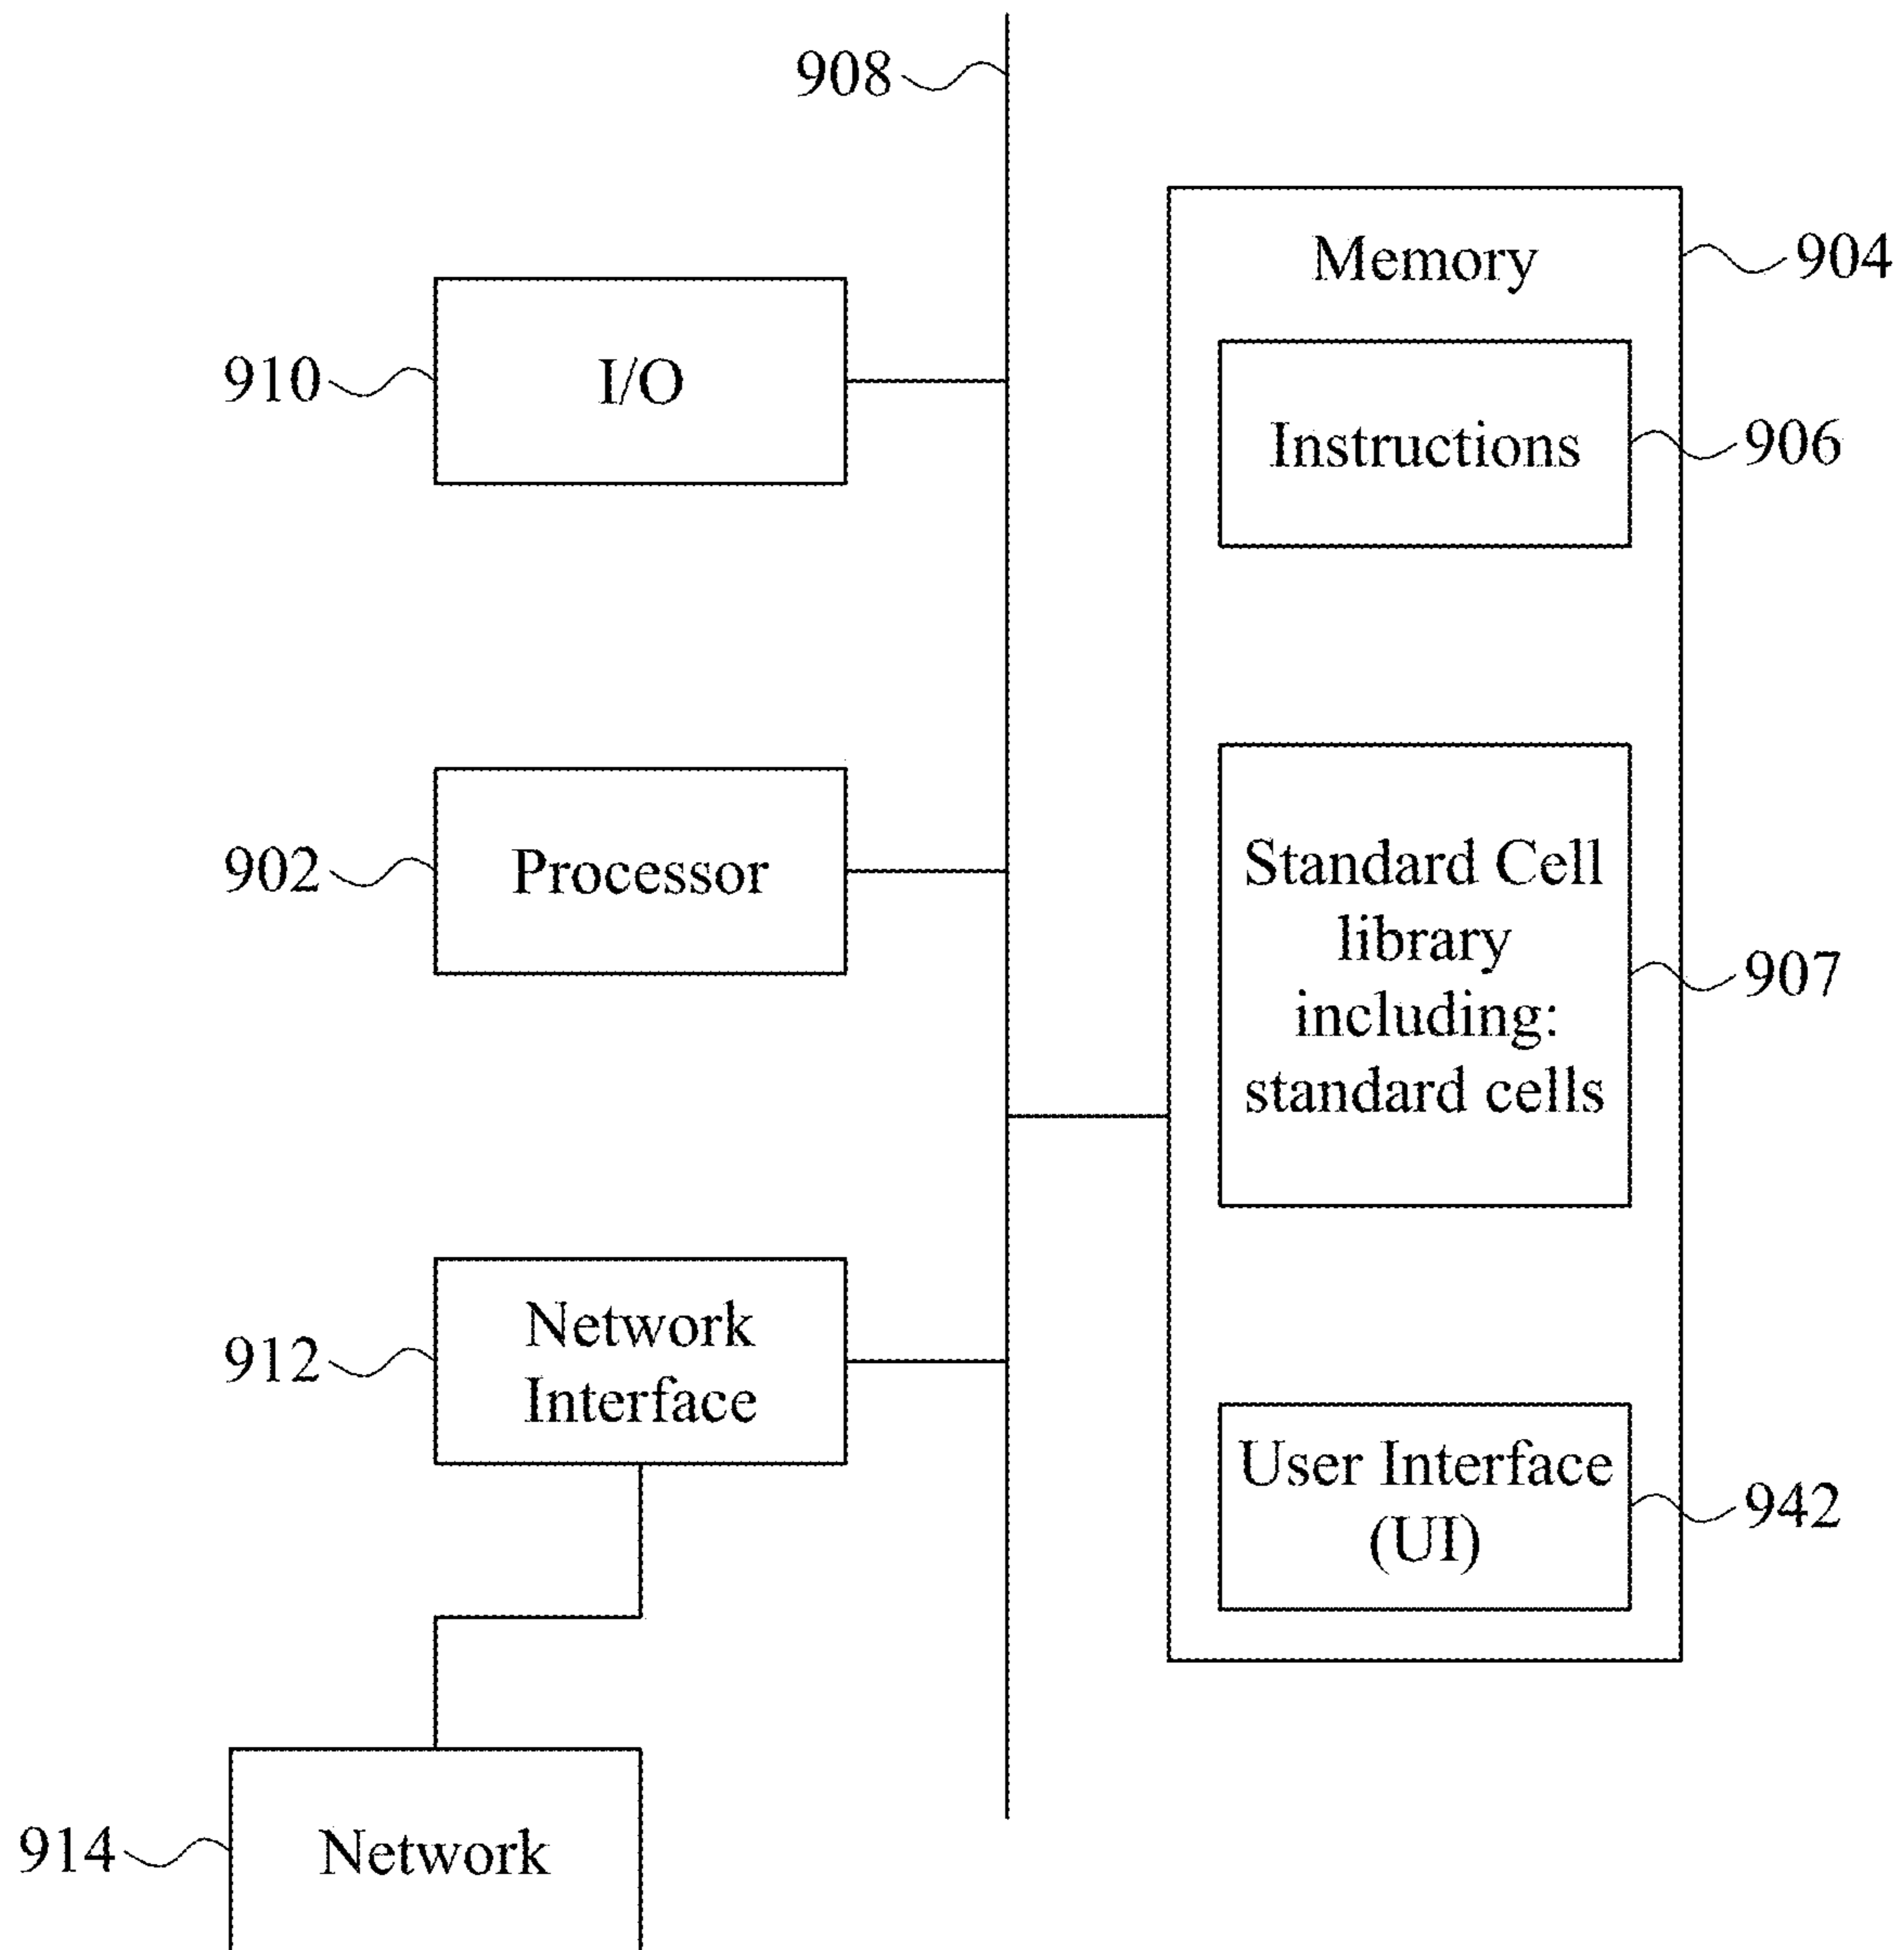 908
Memory
904
910
I/O
Instructions
906
902
Processor
Standard Cell
library
including:
standard cells
907
912
Network
Interface
User Interface
(UI)
942
914
Network